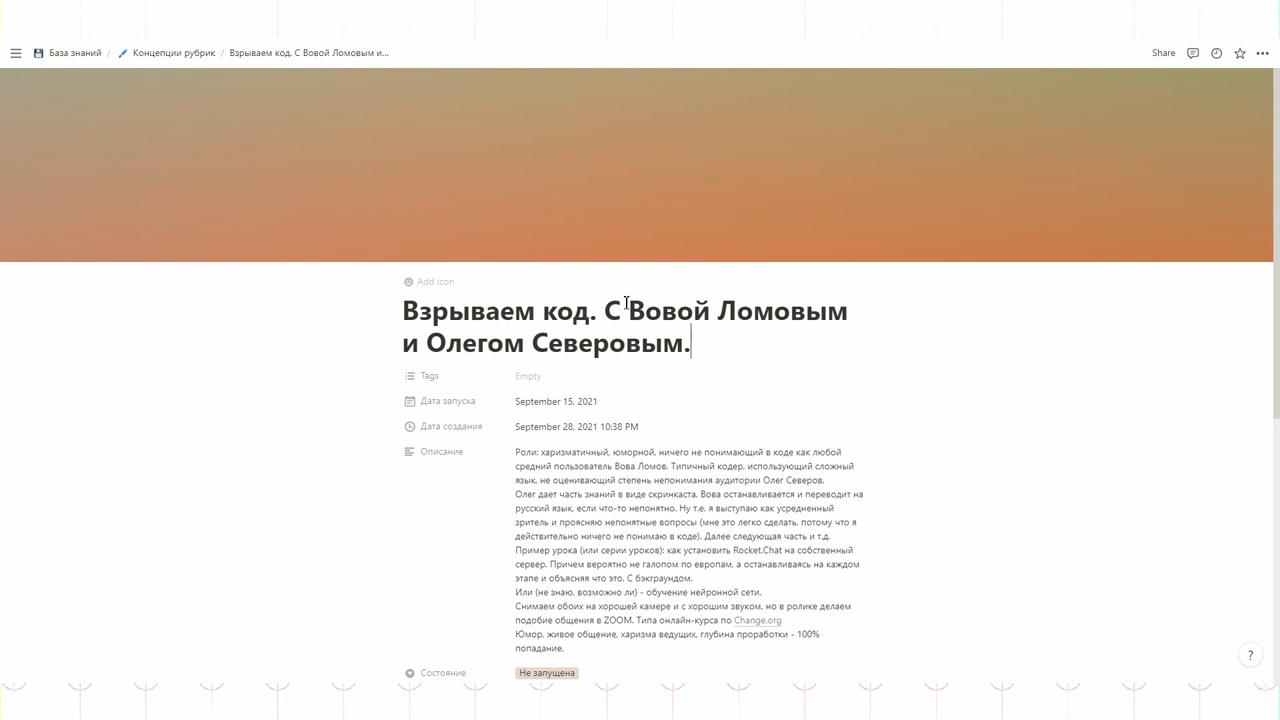 База знаний / Концепции рубрик / Взрываем код. С Вовой Ломовым и...
Share
Add icon
Взрываем код. С Вовой Ломовым
и Олегом Северовым.
Tags Empty
Дата запуска September 15, 2021
Дата создания September 28, 2021 10:38 PM
Описание Роли: харизматичный, юморной, ничего не понимающий в коде как любой
средний пользователь Вова Ломов. Типичный кодер, использующий сложный
язык, не оценивающий степень непонимания аудитории Олег Северов.
Олег дает часть знаний в виде скринкаста, Вова останавливается и переводит на
русский язык, если что-то непонятно. Ну т.е. я выступаю как усредненный
зритель и проясняю непонятные вопросы (мне это легко сделать, потому что я
действительно ничего не понимаю в коде). Далее следующая часть и т.д.
Пример урока (или серии уроков): как установить Rocket.Chat на собственный
сервер. Причем вероятно не галопом по европам, а останавливаясь на каждом
этапе и объясняя что это. С бэкграундом.
Или (не знаю, возможно ли) - обучение нейронной сети.
Снимаем обоих на хорошей камере и с хорошим звуком, но в ролике делаем
подобие общения в ZOOM. Типа онлайн-курса по Change.org
Юмор, живое общение, харизма ведущих, глубина проработки - 100%
попадание.
Состояние Не запущена
?